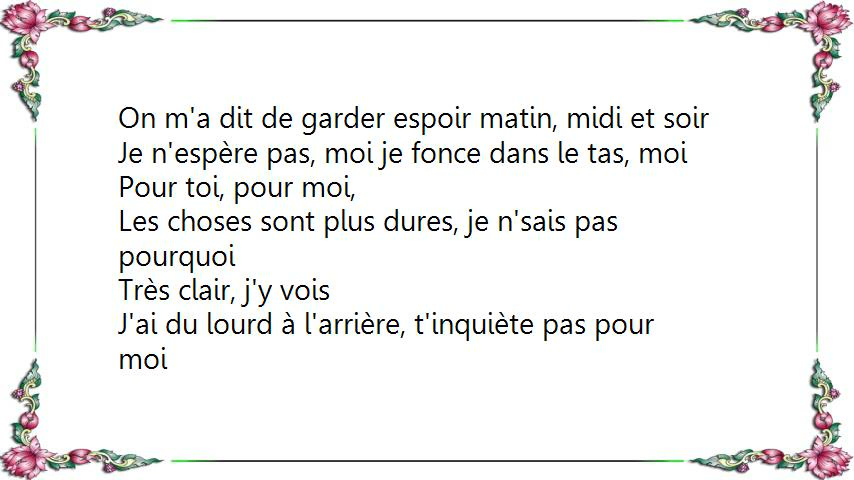 On m'a dit de garder espoir matin, midi et soir
Je n'espère pas, moi je fonce dans le tas, moi
Pour toi, pour moi,
Les choses sont plus dures, je n'sais pas
pourquoi
Très clair, j'y vois
J'ai du lourd à l'arrière, t'inquiète pas pour
moi